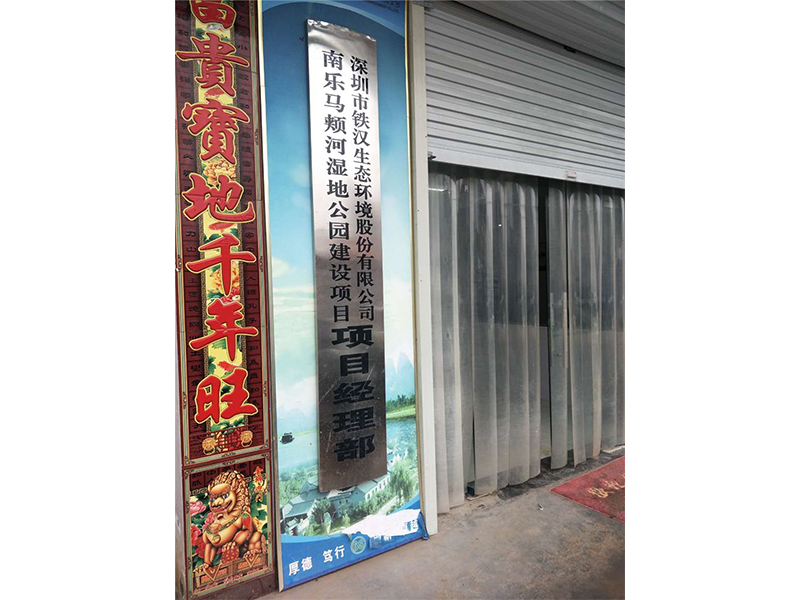 富貴寶地千年旺
深圳市铁汉生态环境股份有限公司
南乐马颊河湿地公园建设项目
项目经理部
厚德 笃行